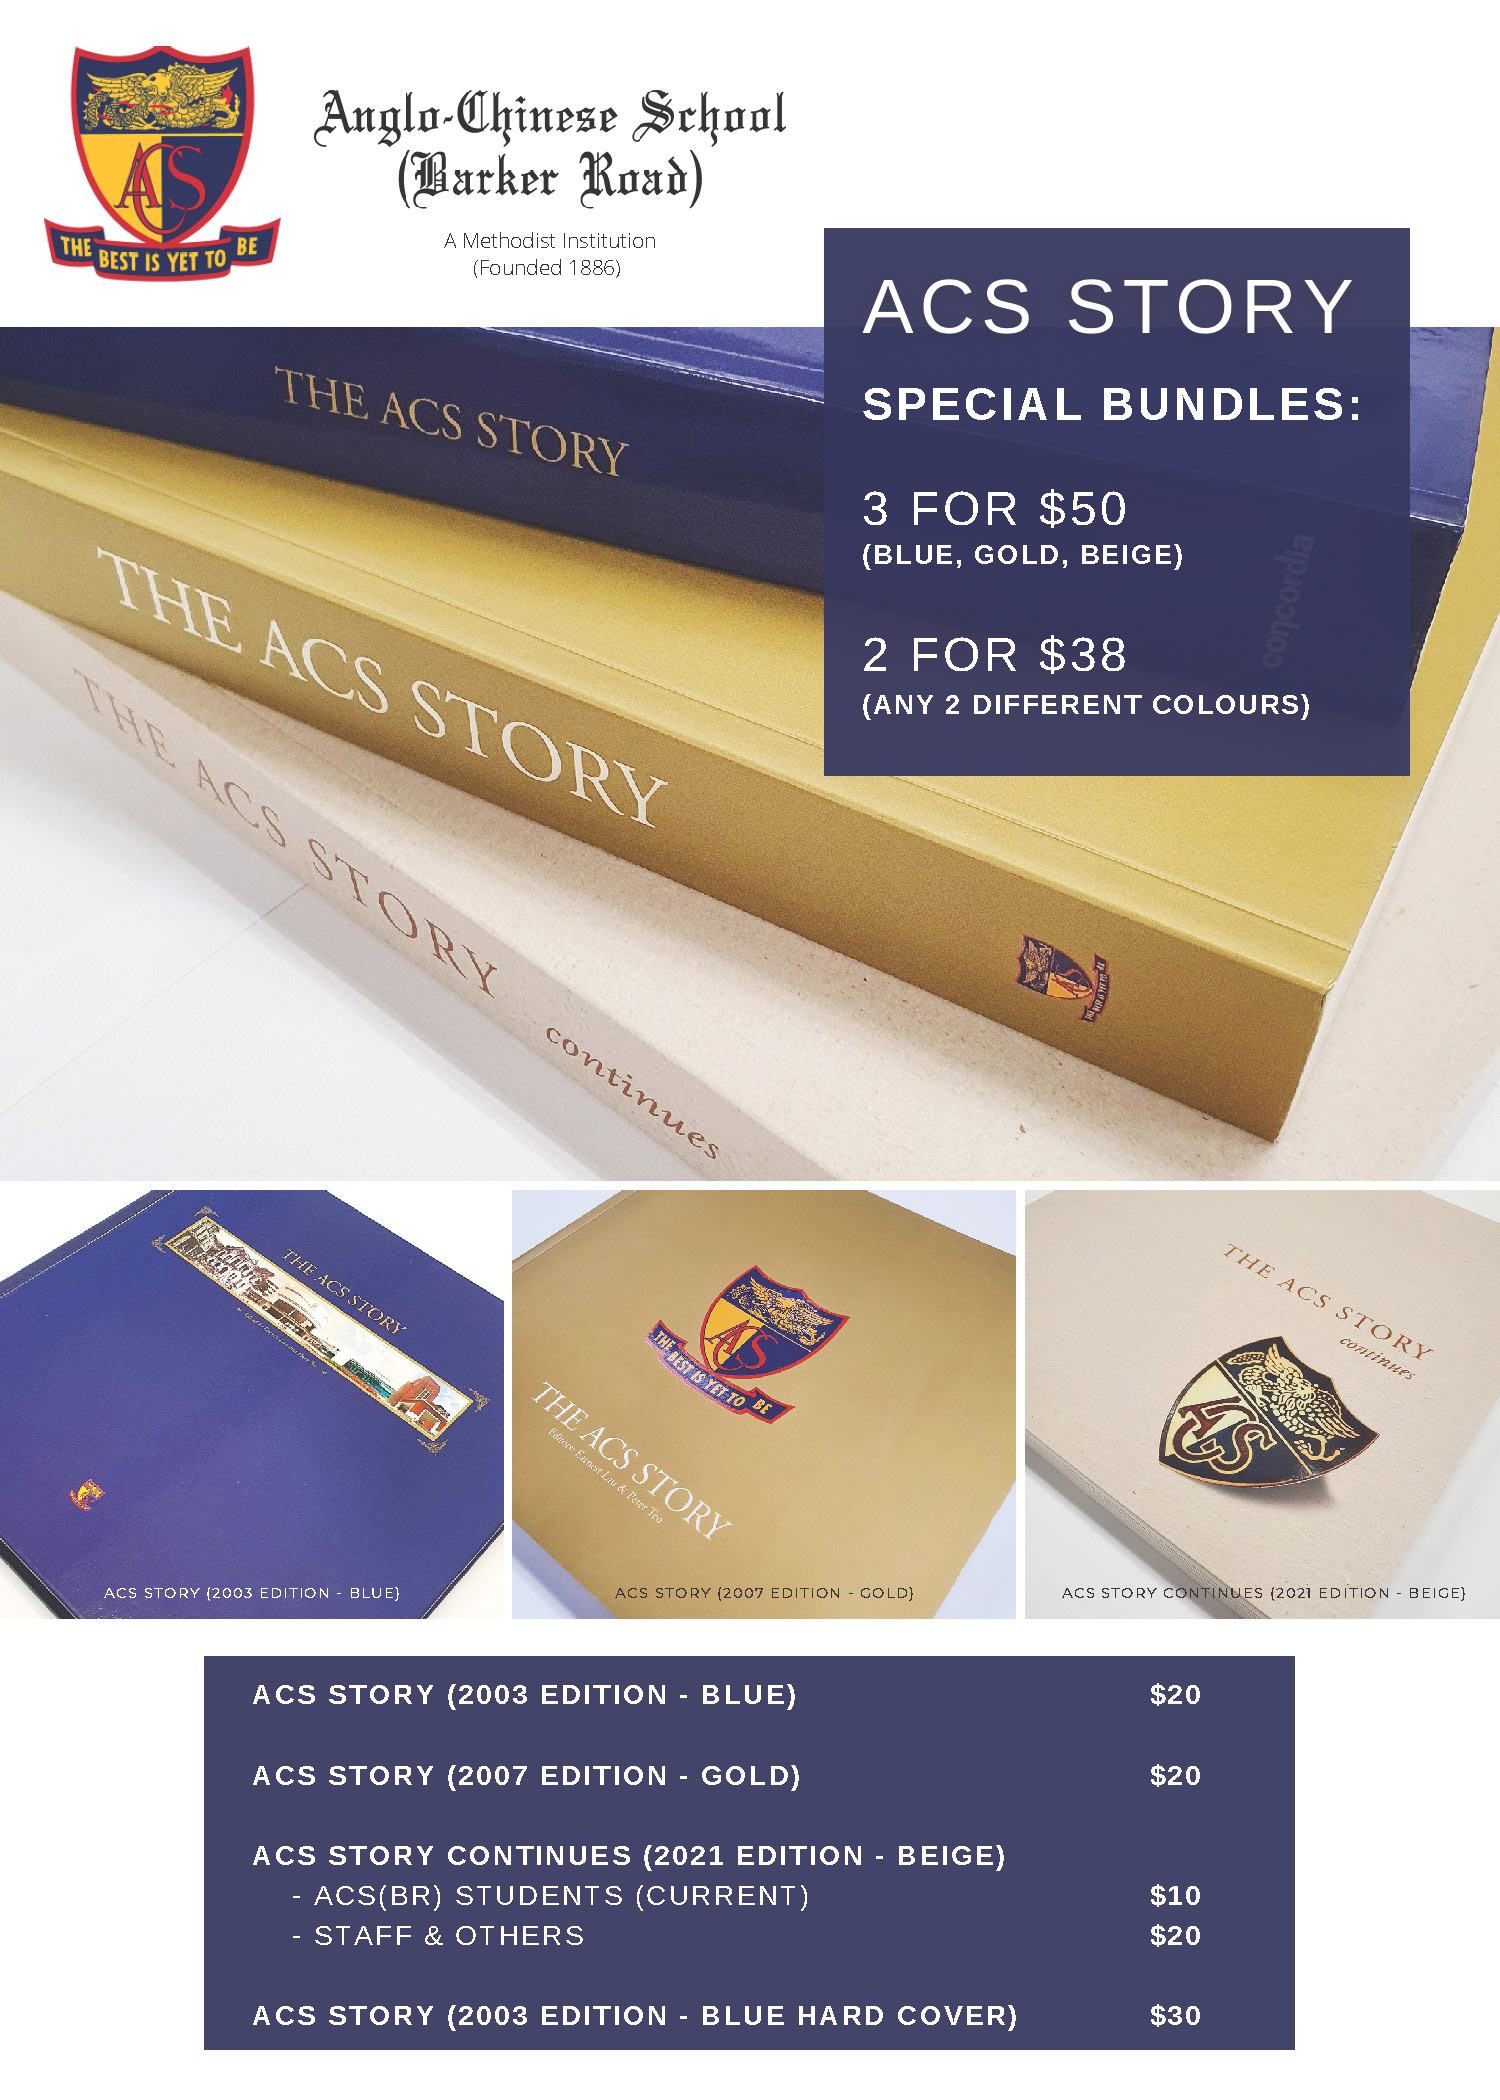 ACS
THE BEST IS YET TO BE
Anglo-Chinese School
(Barker Road)
A Methodist Institution
(Founded 1886)
ACS STORY
SPECIAL BUNDLES:
3 FOR $50
(BLUE, GOLD, BEIGE)
2 FOR $38
(ANY 2 DIFFERENT COLOURS)
THE ACS STORY
concordia
THE ACS STORY
THE ACS STORY continues
THE ACS STORY
ACS STORY (2003 EDITION - BLUE)
ACS
THE BEST IS YET TO BE
THE ACS STORY
Editors: Earnest Lau & Peter Teo
ACS STORY (2007 EDITION - GOLD)
THE ACS STORY
continues
ACS
ACS STORY CONTINUES (2021 EDITION - BEIGE)
ACS STORY (2003 EDITION - BLUE) $20
ACS STORY (2007 EDITION - GOLD) $20
ACS STORY CONTINUES (2021 EDITION - BEIGE)
- ACS(BR) STUDENTS (CURRENT) $10
- STAFF & OTHERS $20
ACS STORY (2003 EDITION - BLUE HARD COVER) $30